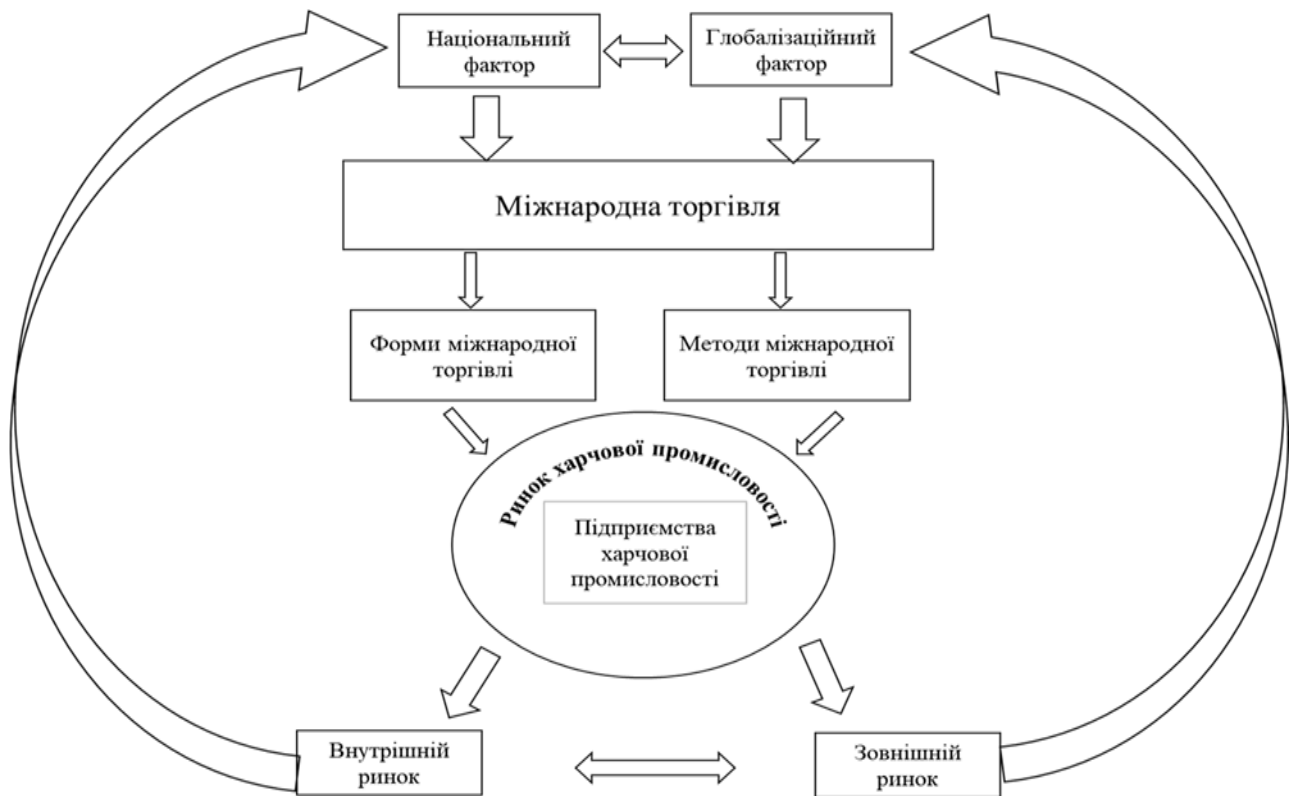 Національний
фактор
Глобалізаційний
фактор
Міжнародна торгівля
Форми міжнародної
торгівлі
Методи міжнародної
торгівлі
Ринок харчової промисловості
Підприємства
харчової
промисловості
Внутрішній
ринок
Зовнішній
ринок